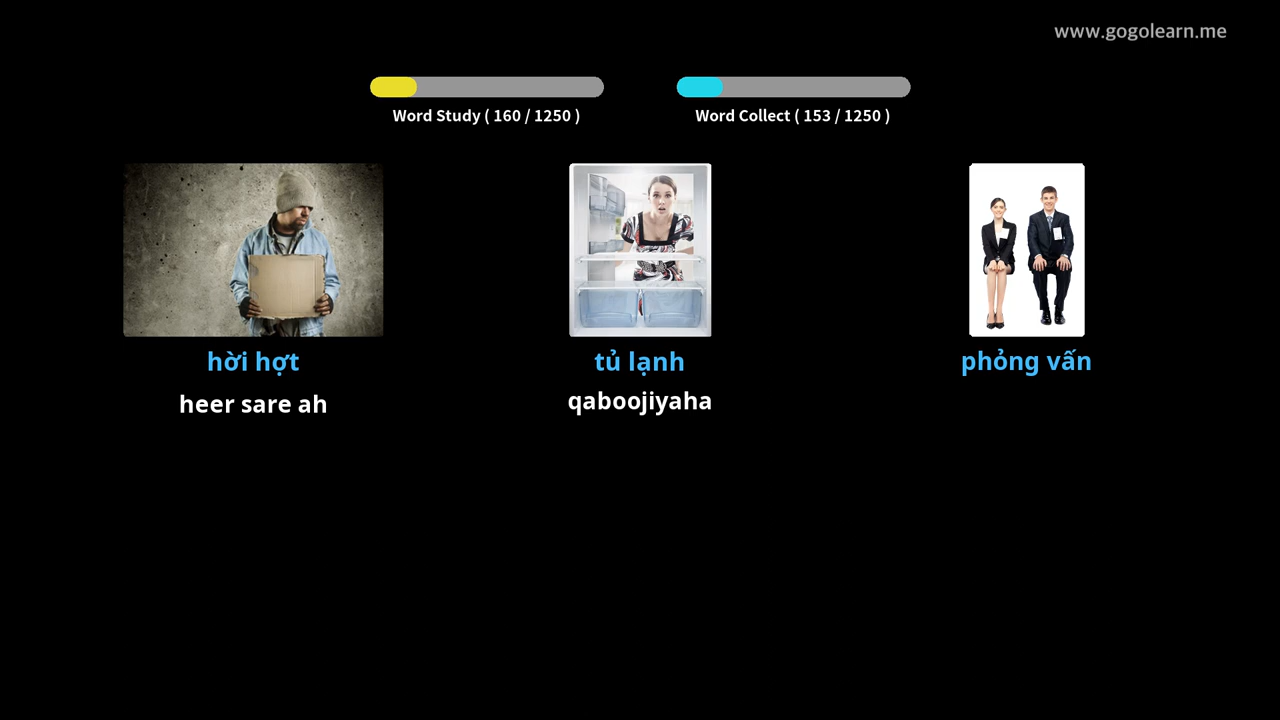 www.gogolearn.me
Word Study ( 160 / 1250 )
Word Collect ( 153 / 1250 )
hời hợt
tủ lạnh
phỏng vấn
heer sare ah
qaboojiyaha